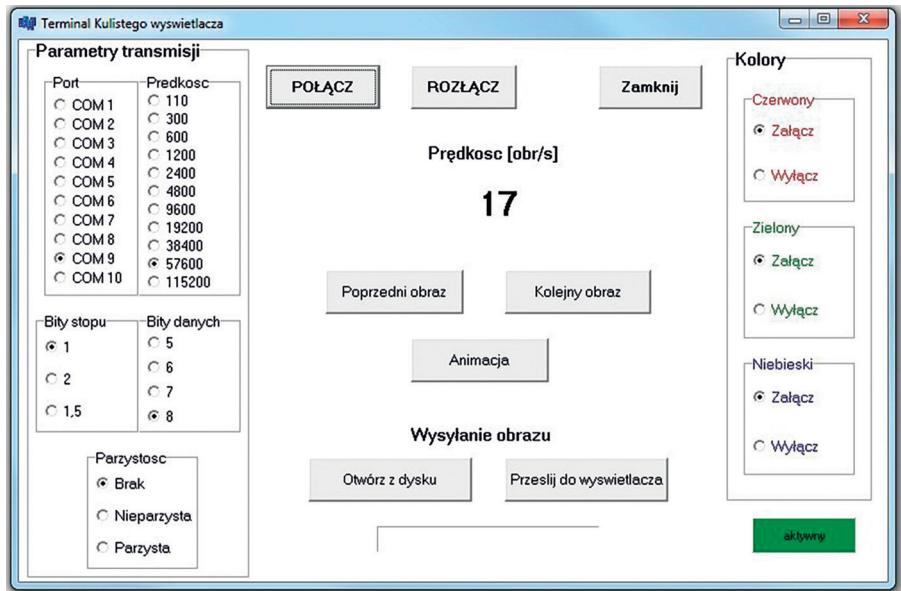 Terminal Kulistego wyswietlacza
Parametry transmisji
Port
COM 1
COM 2
COM 3
COM 4
COM 5
COM 6
COM 7
COM 8
COM 9
COM 10
Predkosc
110
300
600
1200
2400
4800
9600
19200
38400
57600
115200
Bity stopu
1
2
1,5
Bity danych
5
6
7
8
Parzystosc
Brak
Nieparzysta
Parzysta
POŁĄCZ
ROZŁĄCZ
Zamknij
Prędkosc [obr/s]
17
Poprzedni obraz
Kolejny obraz
Animacja
Wysyłanie obrazu
Otwórz z dysku
Przeslij do wyswietlacza
Kolory
Czerwony
Załącz
Wyłącz
Zielony
Załącz
Wyłącz
Niebieski
Załącz
Wyłącz
aktywny